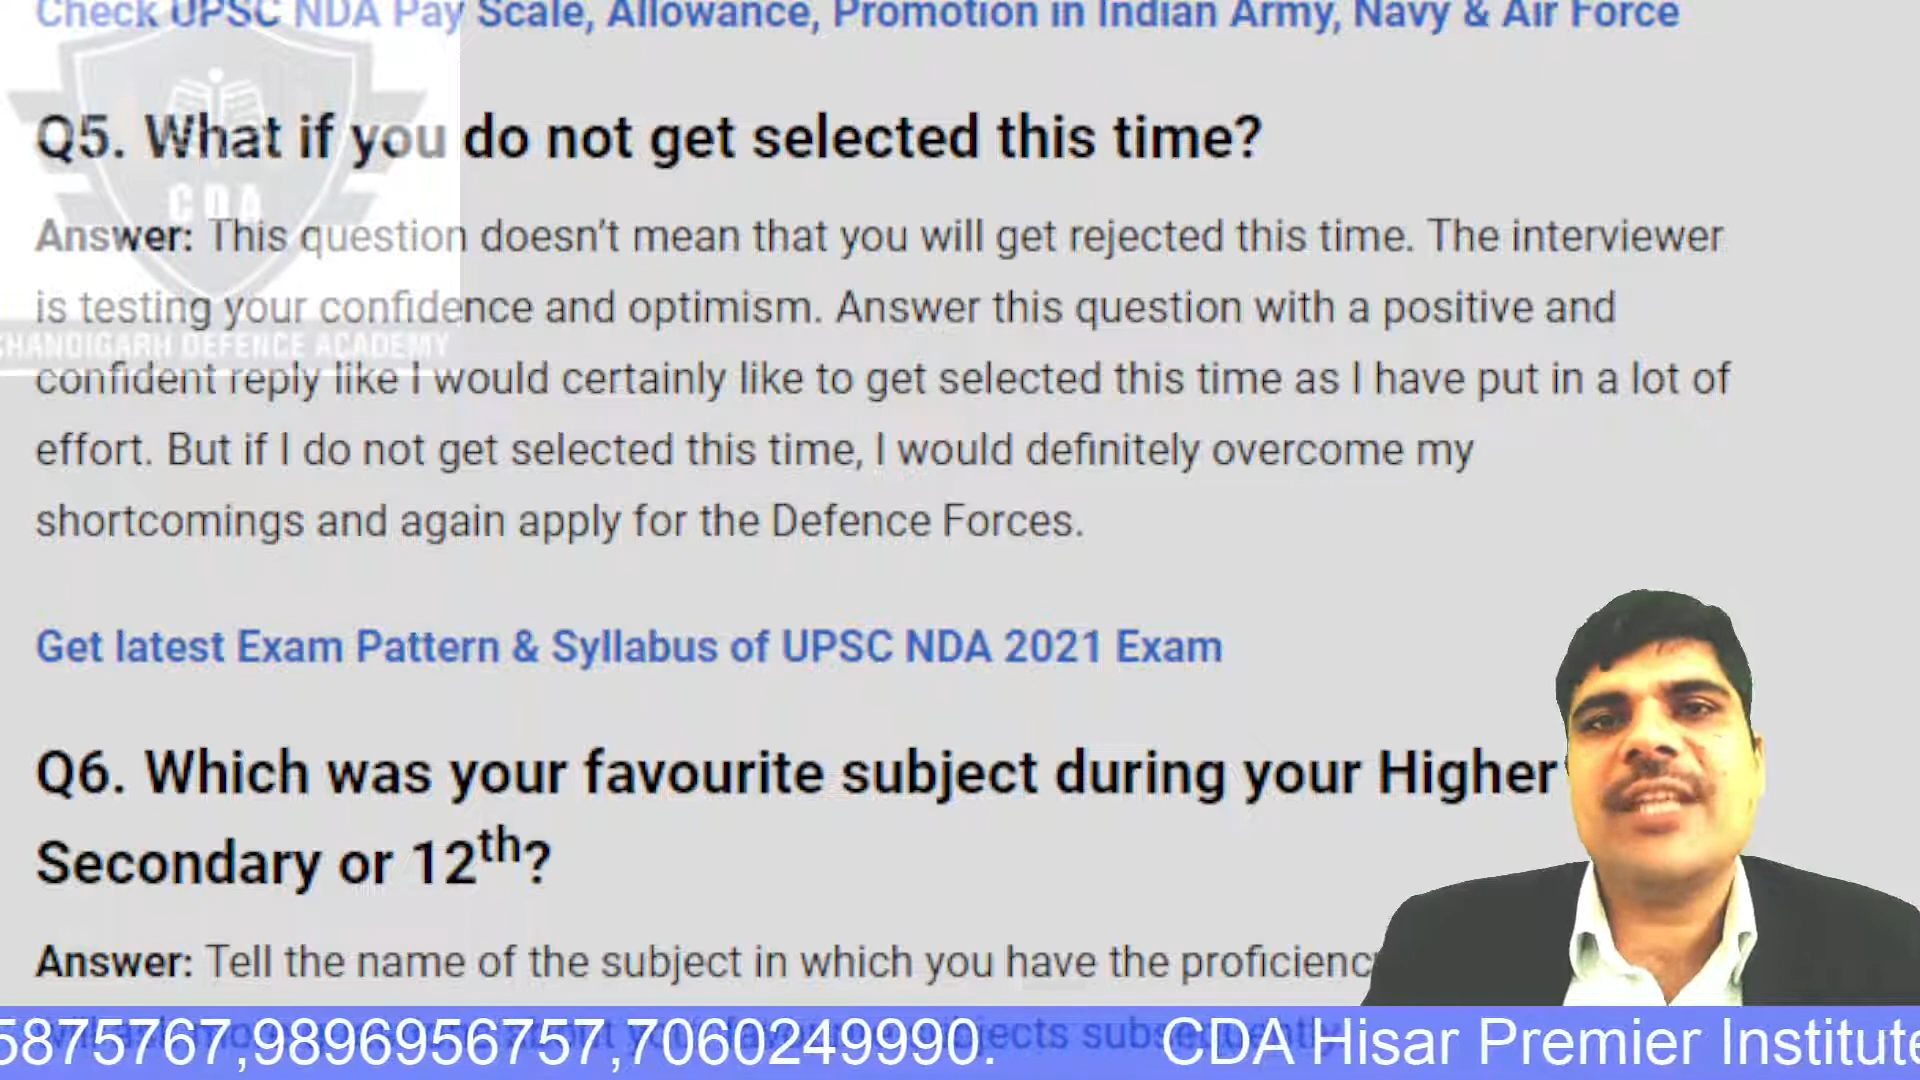 Check UPSC NDA Pay Scale, Allowance, Promotion in Indian Army, Navy & Air Force
Q5. What if you do not get selected this time?
CDA
Answer: This question doesn't mean that you will get rejected this time. The interviewer
is testing your confidence and optimism. Answer this question with a positive and
CHANDIGARH DEFENCE ACADEMY
confident reply like I would certainly like to get selected this time as I have put in a lot of
effort. But if I do not get selected this time, I would definitely overcome my
shortcomings and again apply for the Defence Forces.
Get latest Exam Pattern & Syllabus of UPSC NDA 2021 Exam
Q6. Which was your favourite subject during your Higher
Secondary or 12th?
Answer: Tell the name of the subject in which you have the proficienc
5875767,9896956757,7060249990. CDA Hisar Premier Institute